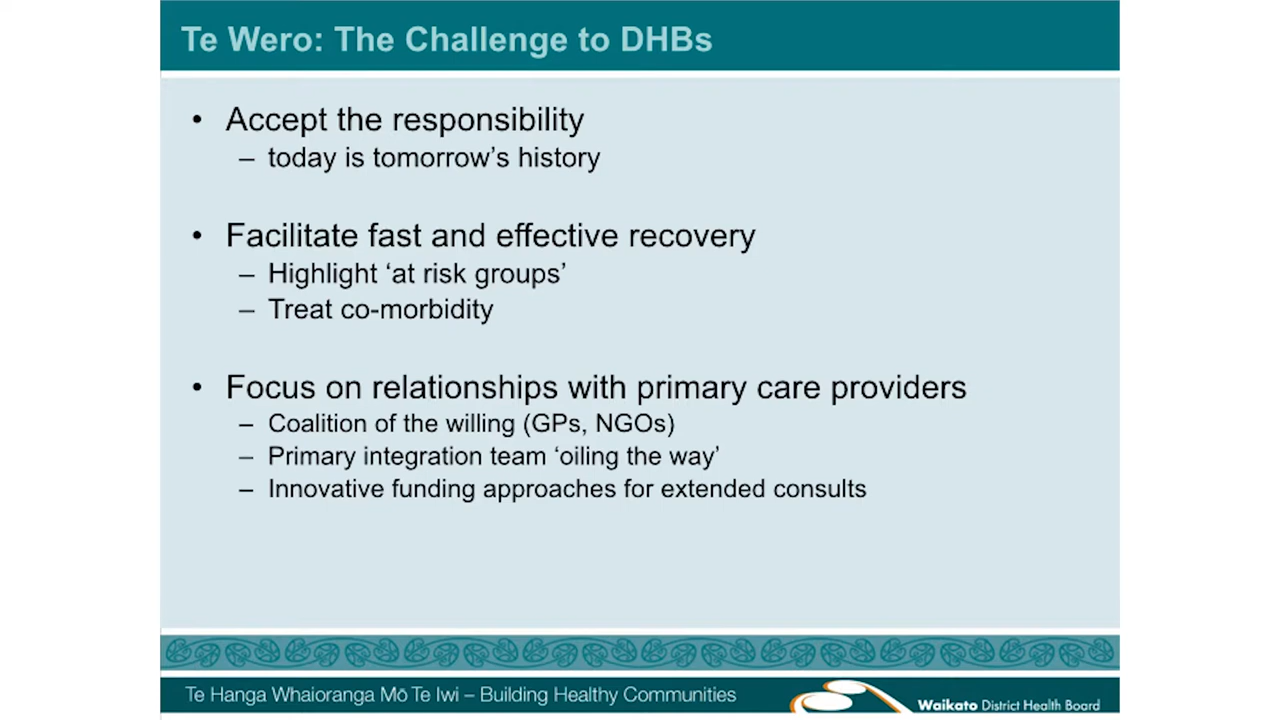 Te Wero: The Challenge to DHBs
• Accept the responsibility
– today is tomorrow’s history
• Facilitate fast and effective recovery
– Highlight ‘at risk groups’
– Treat co-morbidity
• Focus on relationships with primary care providers
– Coalition of the willing (GPs, NGOs)
– Primary integration team ‘oiling the way’
– Innovative funding approaches for extended consults
Te Hanga Whaioranga Mō Te Iwi – Building Healthy Communities
Waikato District Health Board